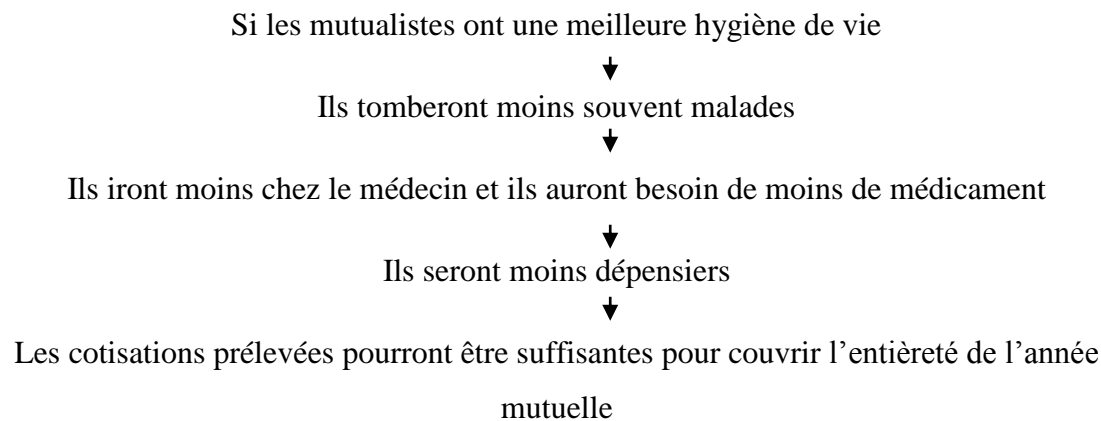 Si les mutualistes ont une meilleure hygiène de vie
Ils tomberont moins souvent malades
Ils iront moins chez le médecin et ils auront besoin de moins de médicament
Ils seront moins dépensiers
Les cotisations prélevées pourront être suffisantes pour couvrir l’entièreté de l’année
mutuelle